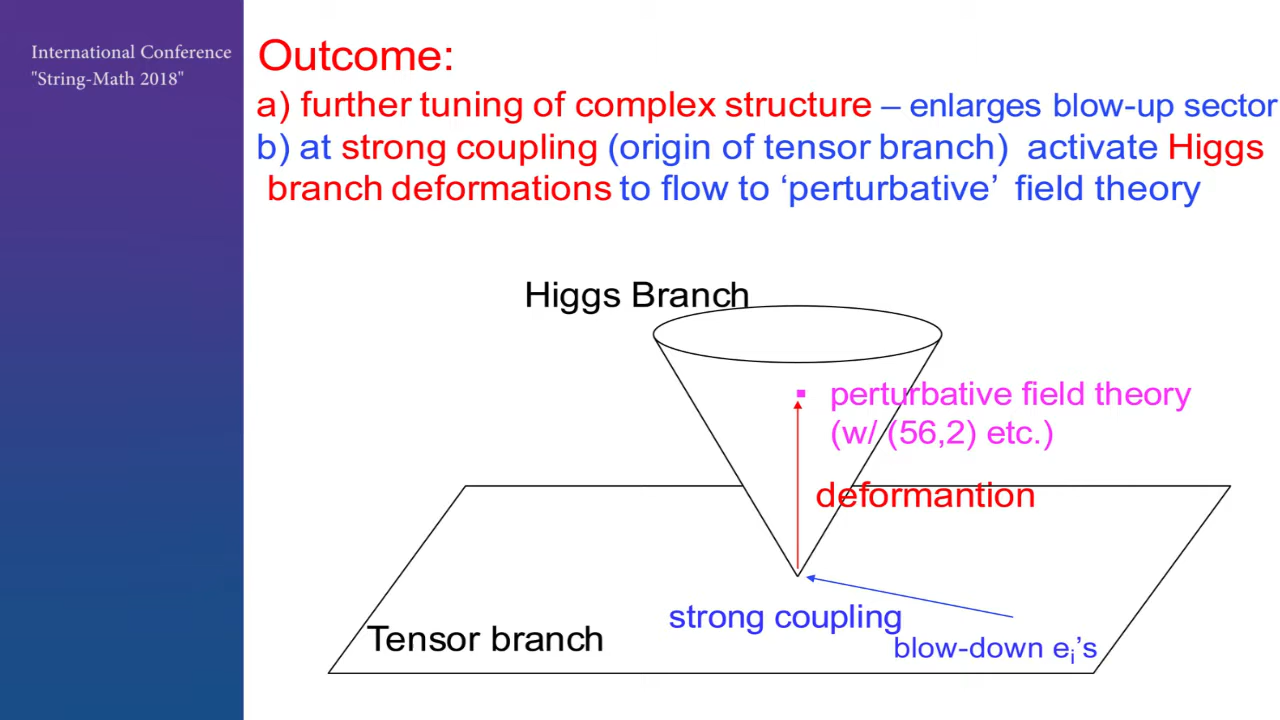 International Conference
"String-Math 2018"
Outcome:
a) further tuning of complex structure – enlarges blow-up sector
b) at strong coupling (origin of tensor branch) activate Higgs
branch deformations to flow to ‘perturbative’ field theory
Higgs Branch
perturbative field theory
(w/ (56,2) etc.)
deformantion
strong coupling
Tensor branch
blow-down eᵢ’s